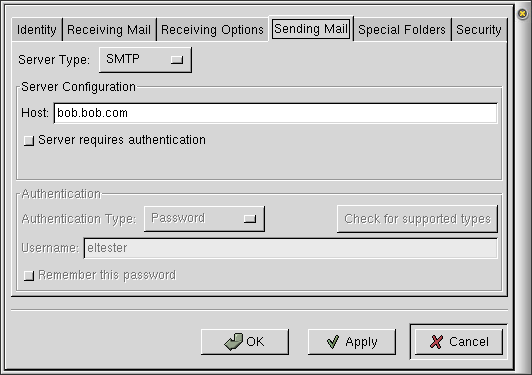 Identity Receiving Mail Receiving Options Sending Mail Special Folders Security
Server Type: SMTP
Server Configuration
Host: bob.bob.com
Server requires authentication
Authentication
Authentication Type: Password Check for supported types
Username: eltester
Remember this password
OK Apply Cancel